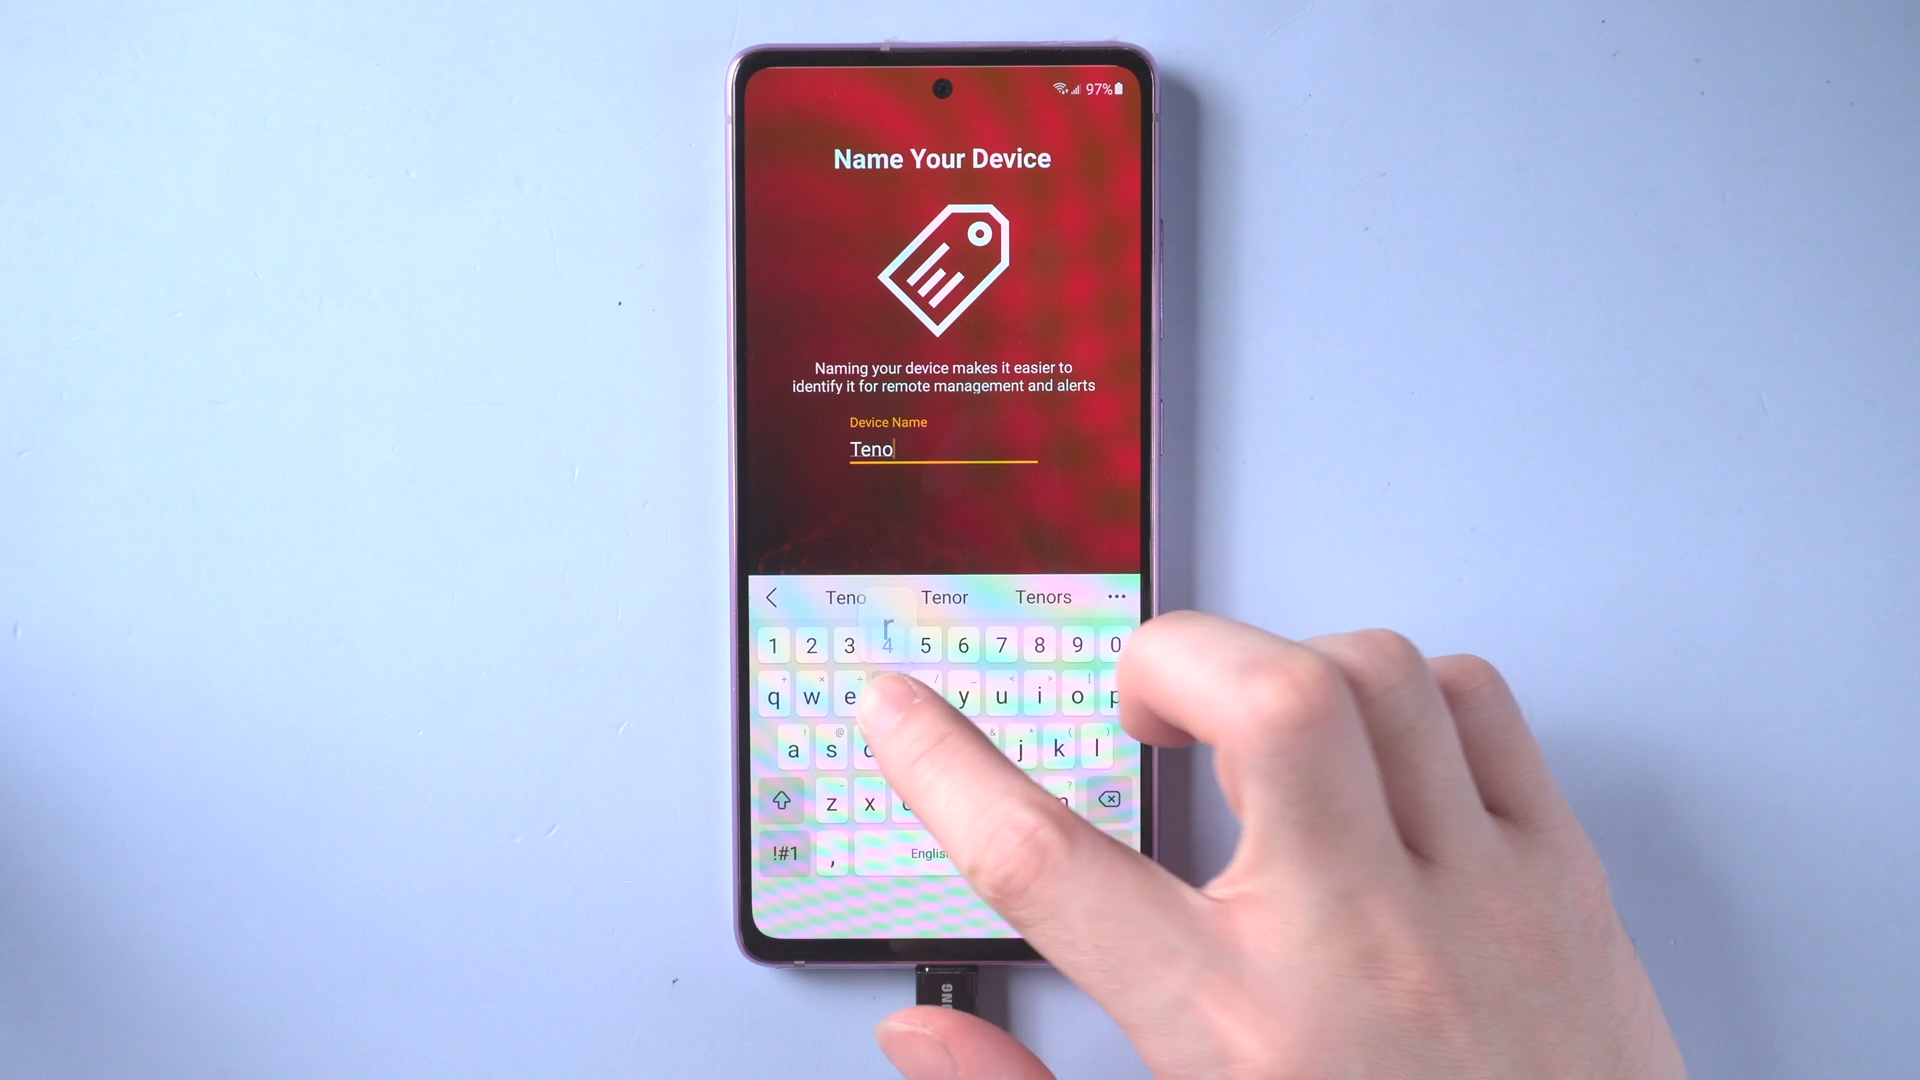 97%
Name Your Device
Naming your device makes it easier to
identify it for remote management and alerts
Device Name
Teno
Teno Tenor Tenors
r
1 2 3 4 5 6 7 8 9 0
q w e y u i o p
a s j k l
z x
!#1 ,